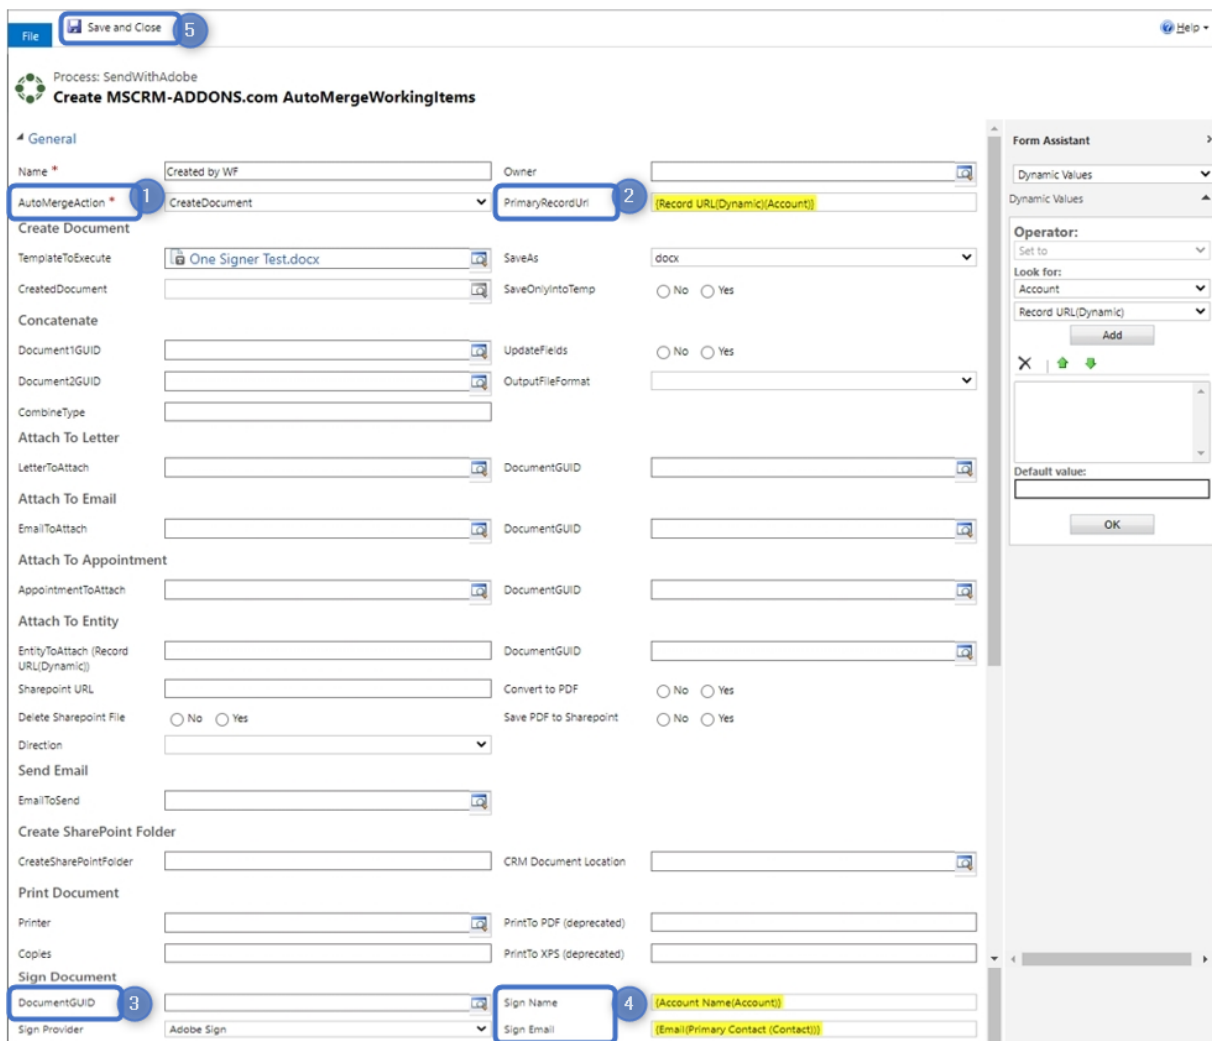 File
Save and Close
5
Help
Process: SendWithAdobe
Create MSCRM-ADDONS.com AutoMergeWorkingItems
General
Name *
Created by WF
Owner
AutoMergeAction *
1
CreateDocument
PrimaryRecordUrl
2
{Record URL(Dynamic)(Account)}
Create Document
TemplateToExecute
One Signer Test.docx
SaveAs
docx
CreatedDocument
SaveOnlyIntoTemp
No Yes
Concatenate
Document1GUID
UpdateFields
No Yes
Document2GUID
OutputFileFormat
CombineType
Attach To Letter
LetterToAttach
DocumentGUID
Attach To Email
EmailToAttach
DocumentGUID
Attach To Appointment
AppointmentToAttach
DocumentGUID
Attach To Entity
EntityToAttach (Record
URL(Dynamic))
DocumentGUID
Sharepoint URL
Convert to PDF
No Yes
Delete Sharepoint File
No Yes
Save PDF to Sharepoint
No Yes
Direction
Send Email
EmailToSend
Create SharePoint Folder
CreateSharePointFolder
CRM Document Location
Print Document
Printer
PrintTo PDF (deprecated)
Copies
PrintTo XPS (deprecated)
Sign Document
DocumentGUID
3
Sign Name
4
{Account Name(Account)}
Sign Provider
Adobe Sign
Sign Email
{Email(Primary Contact (Contact))}
Form Assistant
Dynamic Values
Dynamic Values
Operator:
Set to
Look for:
Account
Record URL(Dynamic)
Add
Default value:
OK